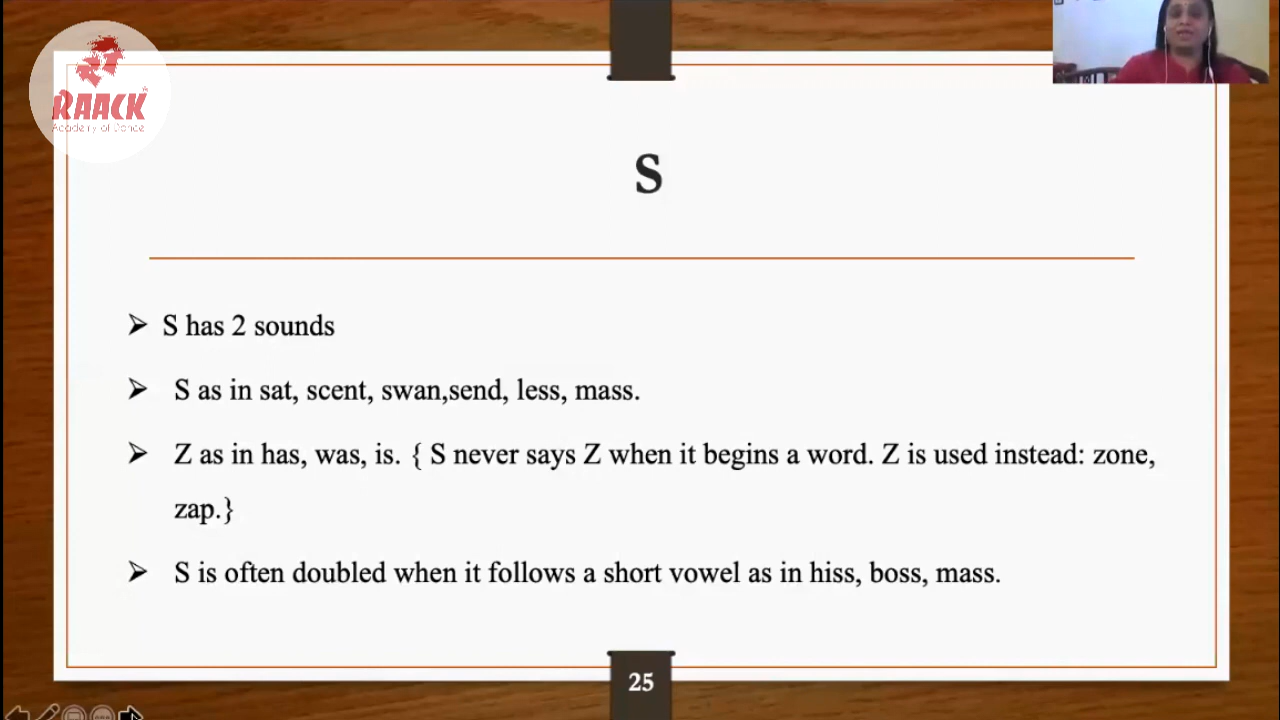 RAACK
Academy of Dance
S
➢ S has 2 sounds
➢ S as in sat, scent, swan,send, less, mass.
➢ Z as in has, was, is. { S never says Z when it begins a word. Z is used instead: zone,
zap.}
➢ S is often doubled when it follows a short vowel as in hiss, boss, mass.
25